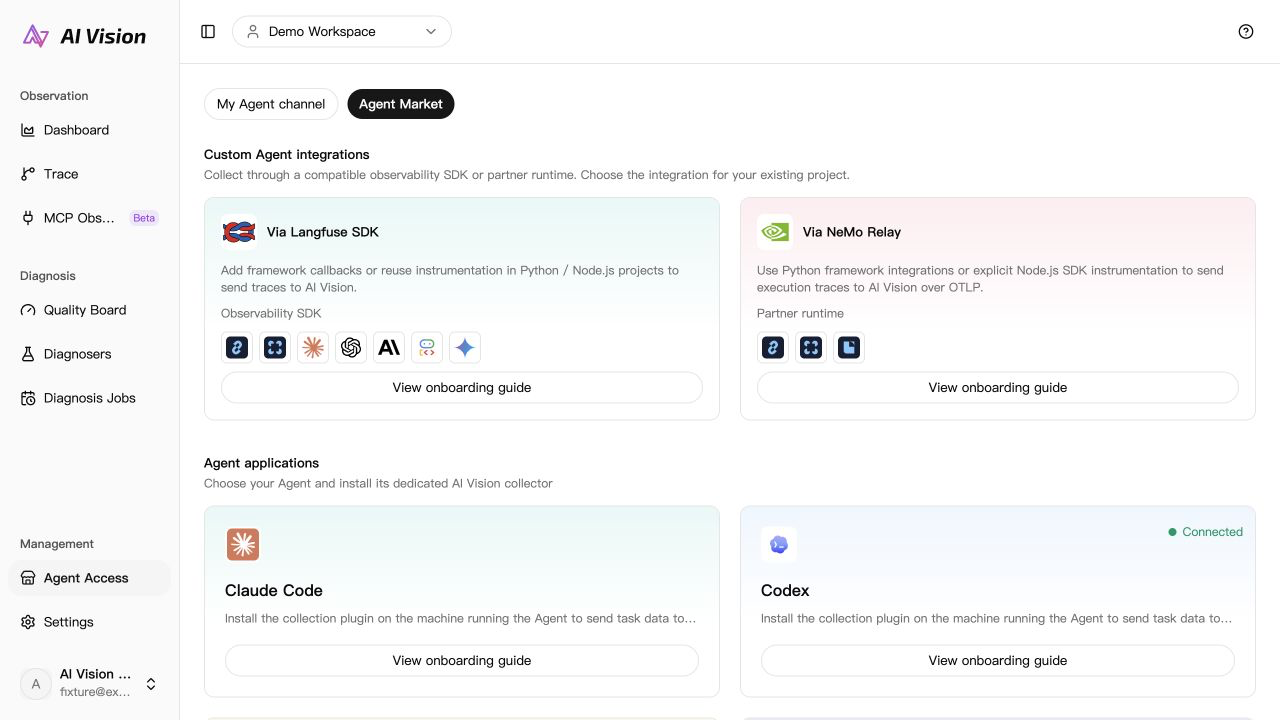 AI Vision
Demo Workspace
Observation
Dashboard
Trace
MCP Obs... Beta
Diagnosis
Quality Board
Diagnosers
Diagnosis Jobs
Management
Agent Access
Settings
A
AI Vision ...
fixture@ex...
My Agent channel
Agent Market
Custom Agent integrations
Collect through a compatible observability SDK or partner runtime. Choose the integration for your existing project.
Via Langfuse SDK
Add framework callbacks or reuse instrumentation in Python / Node.js projects to
send traces to AI Vision.
Observability SDK
View onboarding guide
Via NeMo Relay
Use Python framework integrations or explicit Node.js SDK instrumentation to send
execution traces to AI Vision over OTLP.
Partner runtime
View onboarding guide
Agent applications
Choose your Agent and install its dedicated AI Vision collector
Claude Code
Install the collection plugin on the machine running the Agent to send task data to...
View onboarding guide
Connected
Codex
Install the collection plugin on the machine running the Agent to send task data to...
View onboarding guide